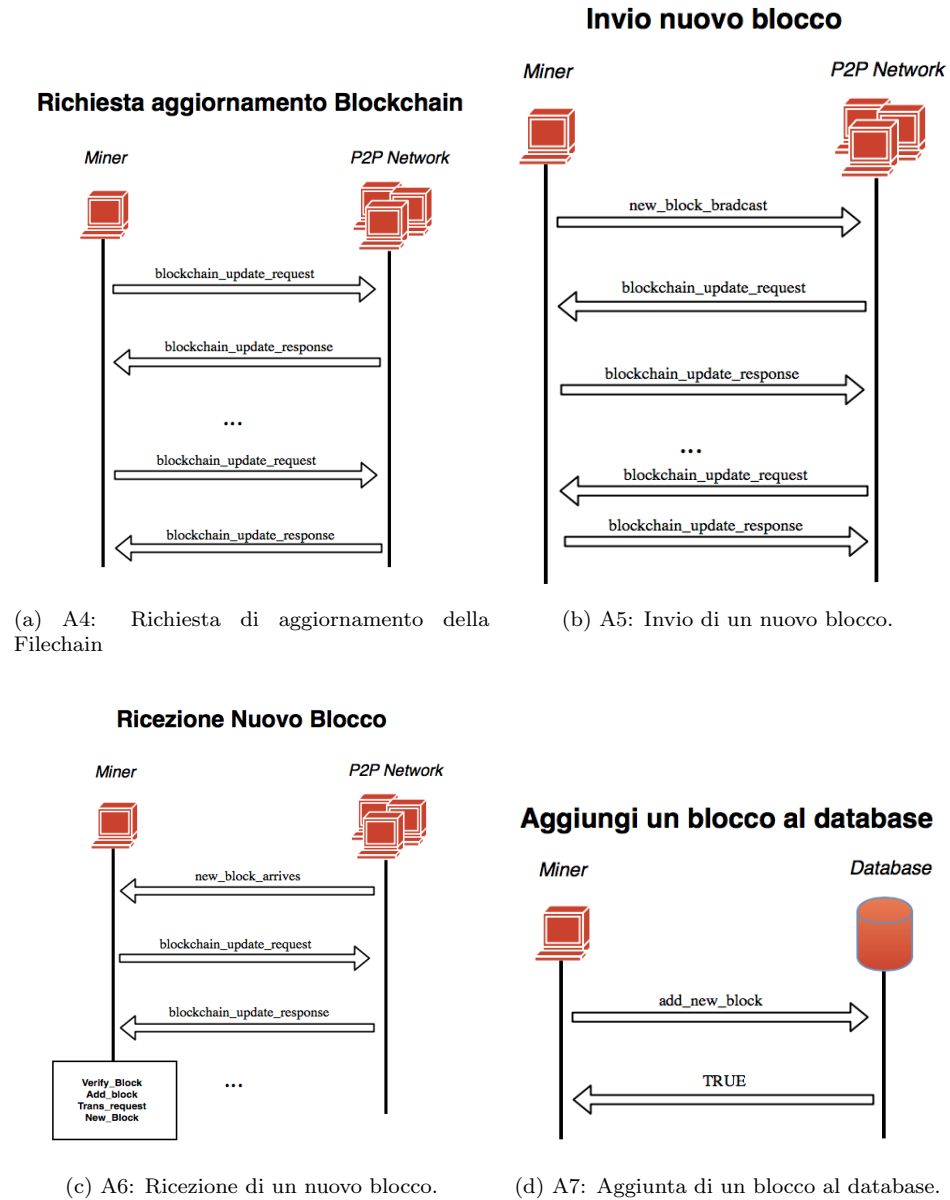 Richiesta aggiornamento Blockchain
Miner
P2P Network
blockchain_update_request
blockchain_update_response
...
blockchain_update_request
blockchain_update_response
(a) A4: Richiesta di aggiornamento della
Filechain
Invio nuovo blocco
Miner
P2P Network
new_block_bradcast
blockchain_update_request
blockchain_update_response
...
blockchain_update_request
blockchain_update_response
(b) A5: Invio di un nuovo blocco.
Ricezione Nuovo Blocco
Miner
P2P Network
new_block_arrives
blockchain_update_request
blockchain_update_response
...
Verify_Block
Add_block
Trans_request
New_Block
(c) A6: Ricezione di un nuovo blocco.
Aggiungi un blocco al database
Miner
Database
add_new_block
TRUE
(d) A7: Aggiunta di un blocco al database.